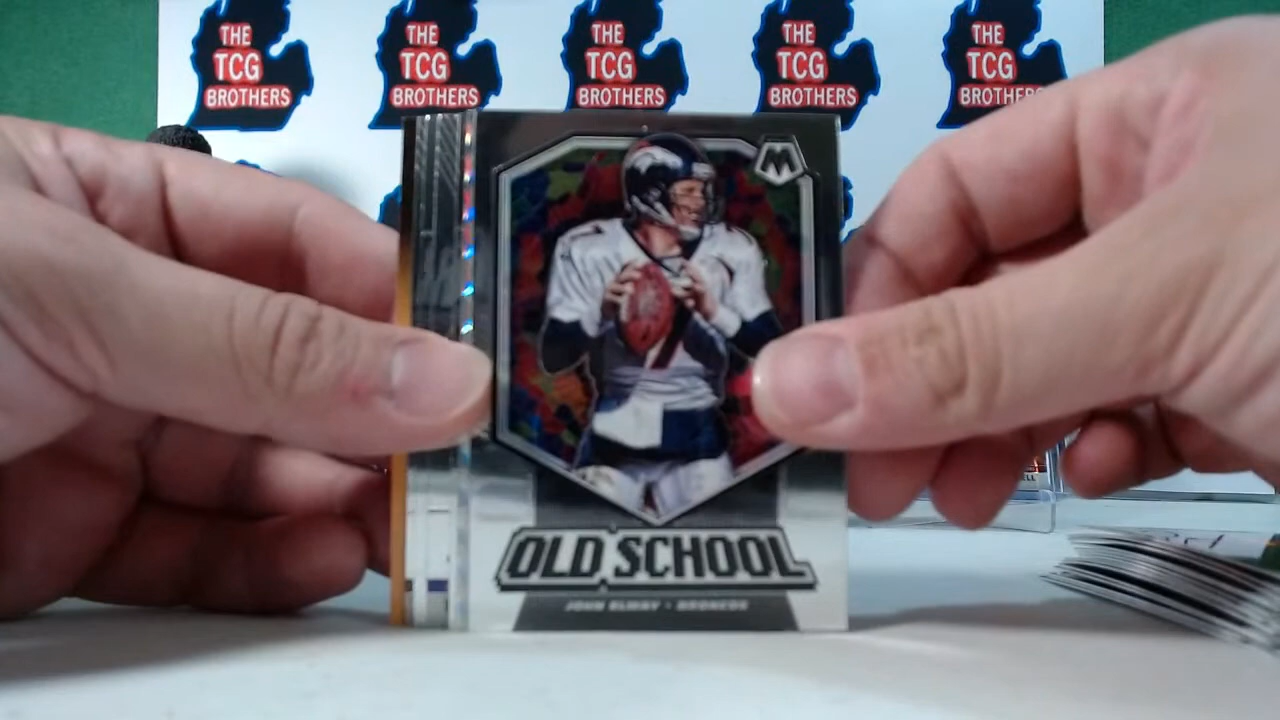 THE
TCG
BROTHERS
THE
TCG
BROTHERS
THE
TCG
BROTHERS
THE
TCG
BROTHERS
THE
TCG
BROTHERS
M
OLD SCHOOL
JOHN ELWAY • BRONCOS